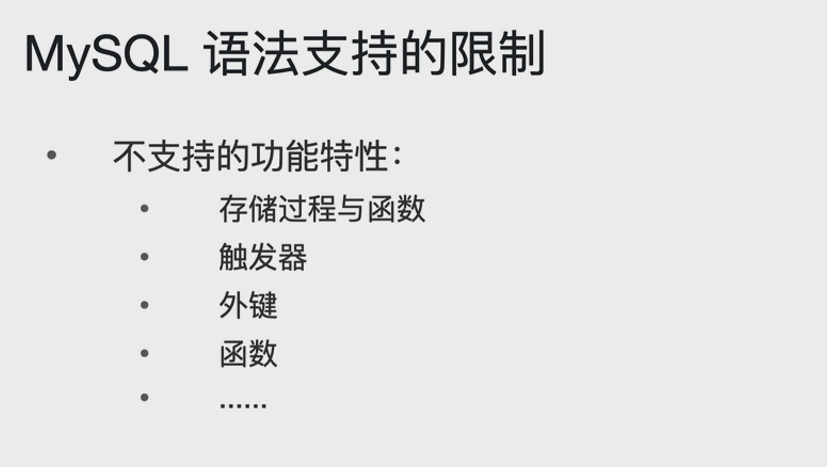 MySQL 语法支持的限制
• 不支持的功能特性：
• 存储过程与函数
• 触发器
• 外键
• 函数
• ......